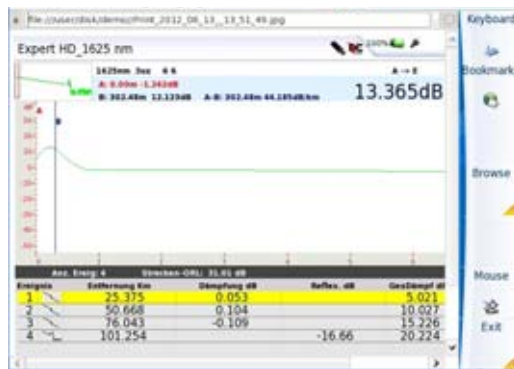 file:///user/disk/demo//Print_2012_06_13__13_51_49.jpg
Keyboard
Expert HD_1625 nm
100%
Bookmark
1625nm 3us
A: 0.00m -1.242dB
B: 302.48m 12.123dB A-B: 302.48m 44.185dB/km
13.365dB
A
B
Browse
Anz. Ereig: 4 Strecken-ORL: 31.01 dB
Ereignis Entfernung Km Dämpfung dB Reflex. dB GesDämpf dB
1 25.375 0.053 5.021
2 50.668 0.104 10.027
3 76.043 -0.109 15.226
4 101.254 -16.66 20.224
Mouse
Exit